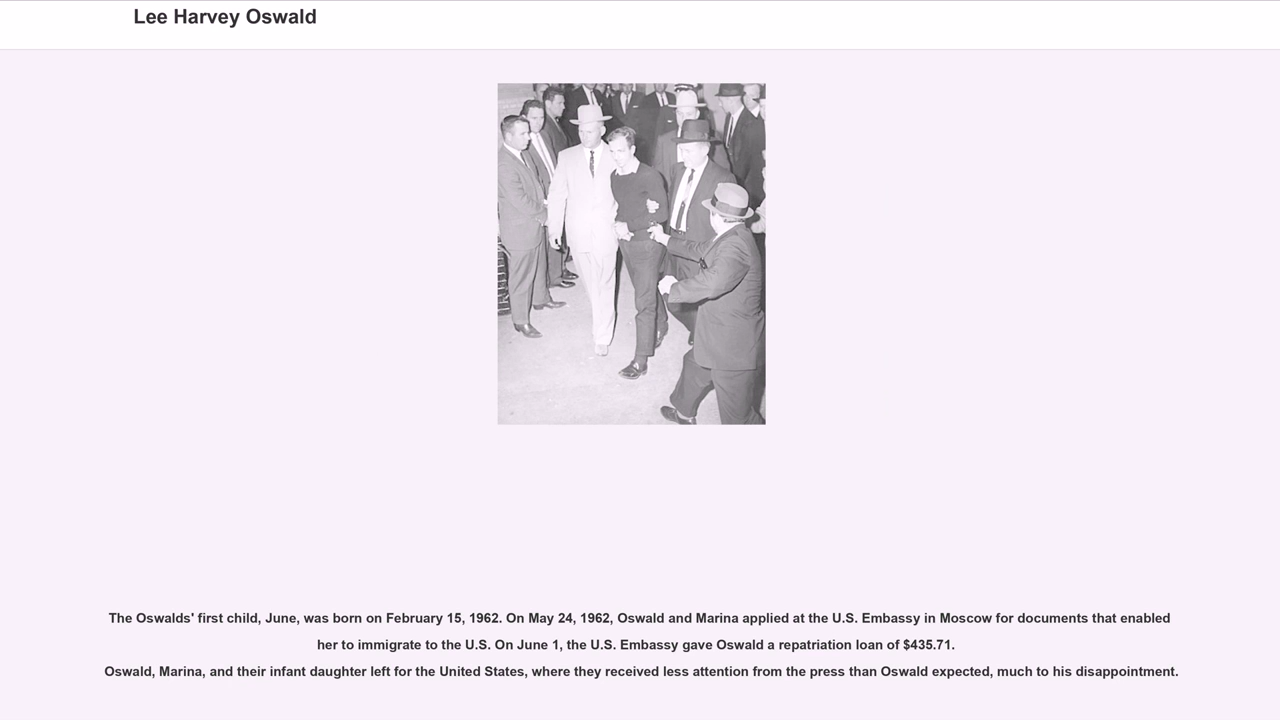 Lee Harvey Oswald
The Oswalds' first child, June, was born on February 15, 1962. On May 24, 1962, Oswald and Marina applied at the U.S. Embassy in Moscow for documents that enabled
her to immigrate to the U.S. On June 1, the U.S. Embassy gave Oswald a repatriation loan of $435.71.
Oswald, Marina, and their infant daughter left for the United States, where they received less attention from the press than Oswald expected, much to his disappointment.